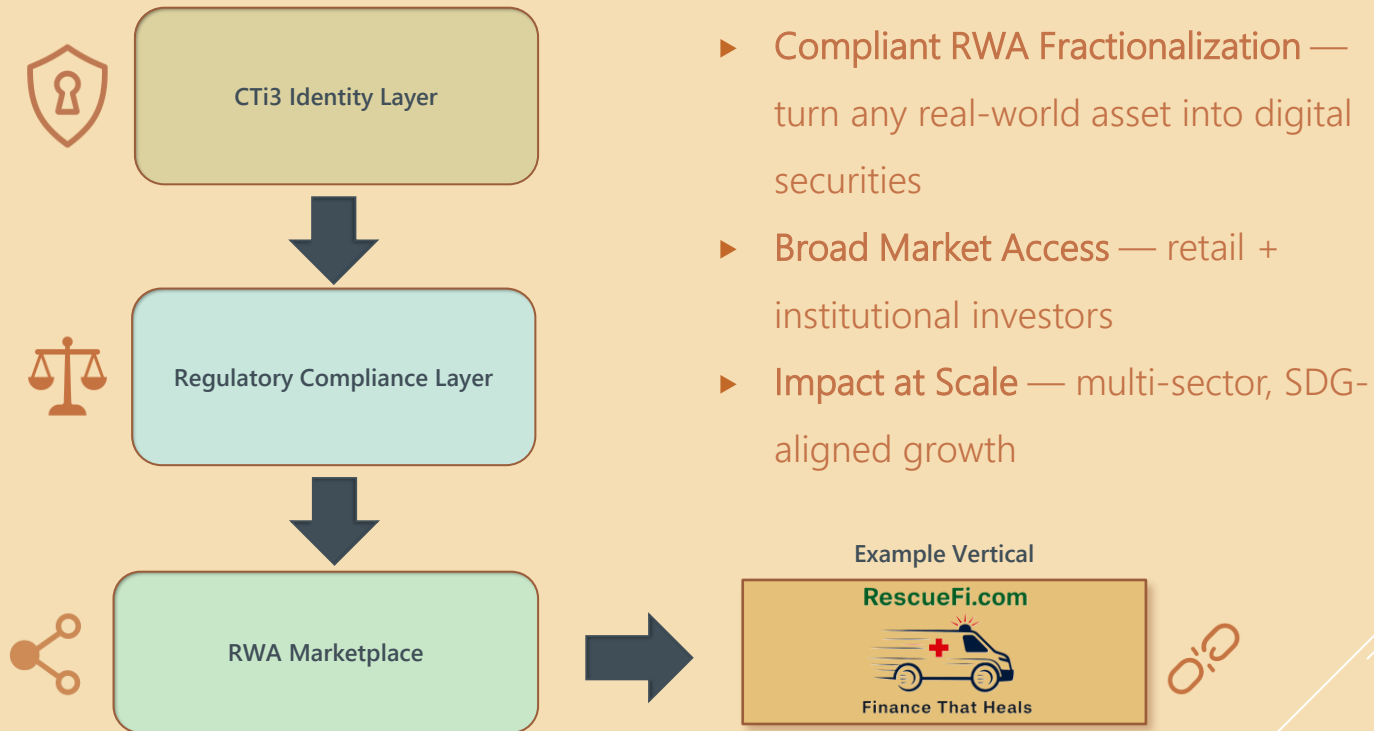 CTi3 Identity Layer
Regulatory Compliance Layer
RWA Marketplace
Compliant RWA Fractionalization —
turn any real-world asset into digital
securities
Broad Market Access — retail +
institutional investors
Impact at Scale — multi-sector, SDG-
aligned growth
Example Vertical
RescueFi.com
Finance That Heals